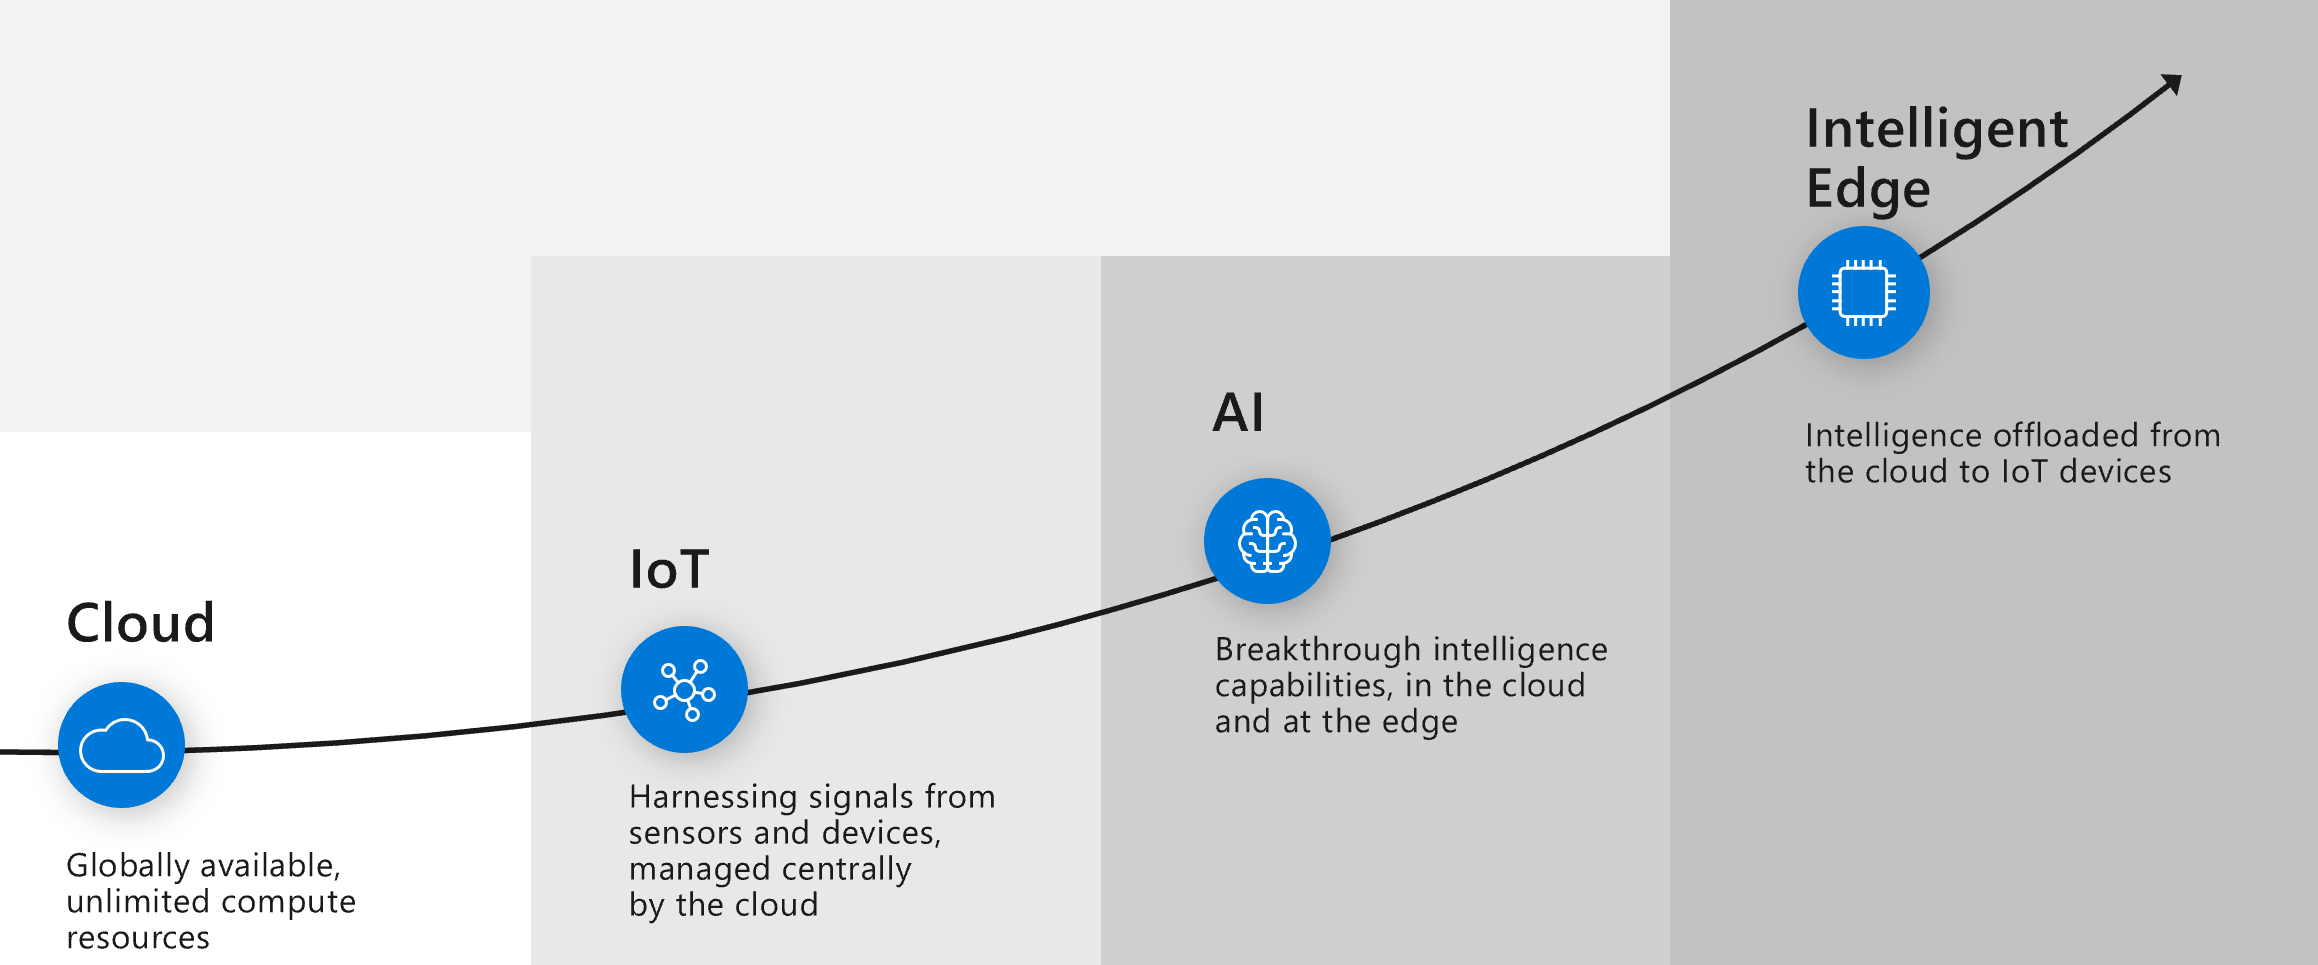 Cloud
Globally available,
unlimited compute
resources
IoT
Harnessing signals from
sensors and devices,
managed centrally
by the cloud
AI
Breakthrough intelligence
capabilities, in the cloud
and at the edge
Intelligent
Edge
Intelligence offloaded from
the cloud to IoT devices